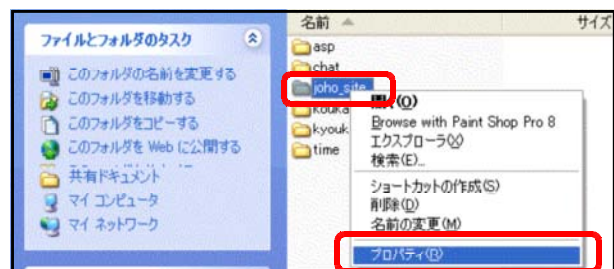 ファイルとフォルダのタスク
このフォルダの名前を変更する
このフォルダを移動する
このフォルダをコピーする
このフォルダを Web に公開する
共有ドキュメント
マイ コンピュータ
マイ ネットワーク
名前
サイズ
asp
chat
joho_site
kouka
kyouk
time
開く(O)
Browse with Paint Shop Pro 8
エクスプローラ(X)
検索(E)...
ショートカットの作成(S)
削除(D)
名前の変更(M)
プロパティ(R)